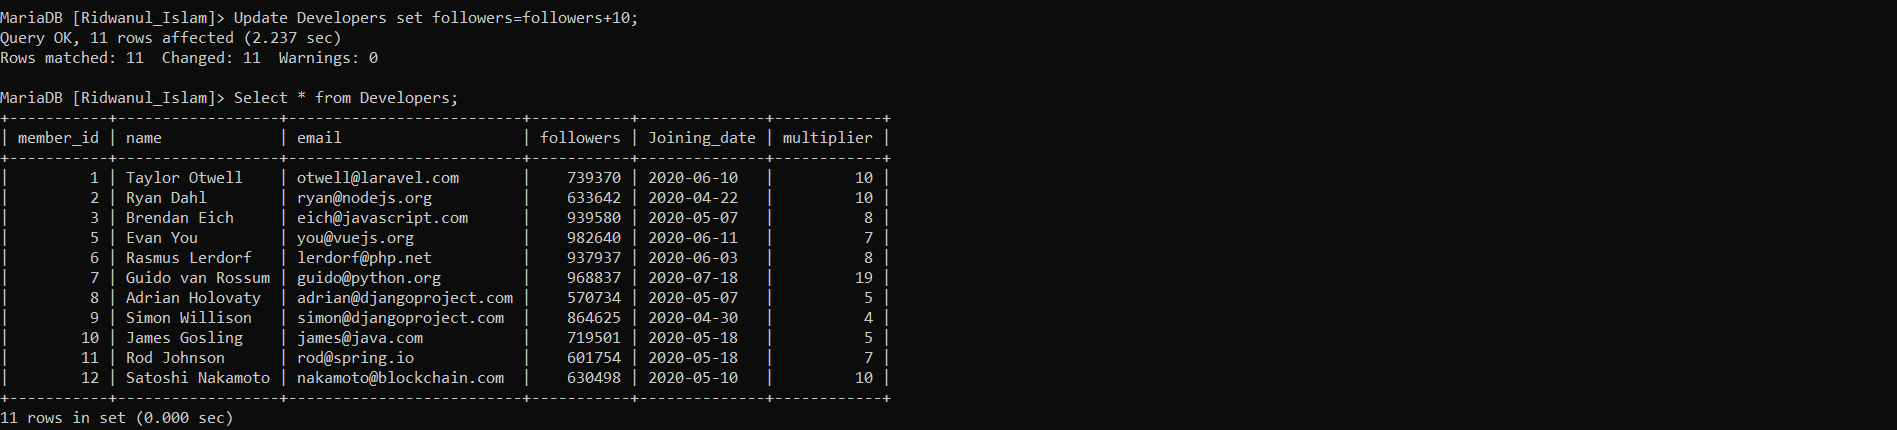 MariaDB [Ridwanul_Islam]> Update Developers set followers=followers+10;
Query OK, 11 rows affected (2.237 sec)
Rows matched: 11  Changed: 11  Warnings: 0

MariaDB [Ridwanul_Islam]> Select * from Developers;
+-----------+------------------+--------------------------+-----------+--------------+------------+
| member_id | name             | email                    | followers | Joining_date | multiplier |
+-----------+------------------+--------------------------+-----------+--------------+------------+
|         1 | Taylor Otwell    | otwell@laravel.com       |    739370 | 2020-06-10   |         10 |
|         2 | Ryan Dahl        | ryan@nodejs.org          |    633642 | 2020-04-22   |         10 |
|         3 | Brendan Eich     | eich@javascript.com      |    939580 | 2020-05-07   |          8 |
|         5 | Evan You         | you@vuejs.org            |    982640 | 2020-06-11   |          7 |
|         6 | Rasmus Lerdorf   | lerdorf@php.net          |    937937 | 2020-06-03   |          8 |
|         7 | Guido van Rossum | guido@python.org         |    968837 | 2020-07-18   |         19 |
|         8 | Adrian Holovaty  | adrian@djangoproject.com |    570734 | 2020-05-07   |          5 |
|         9 | Simon Willison   | simon@djangoproject.com  |    864625 | 2020-04-30   |          4 |
|        10 | James Gosling    | james@java.com           |    719501 | 2020-05-18   |          5 |
|        11 | Rod Johnson      | rod@spring.io            |    601754 | 2020-05-18   |          7 |
|        12 | Satoshi Nakamoto | nakamoto@blockchain.com  |    630498 | 2020-05-10   |         10 |
+-----------+------------------+--------------------------+-----------+--------------+------------+
11 rows in set (0.000 sec)